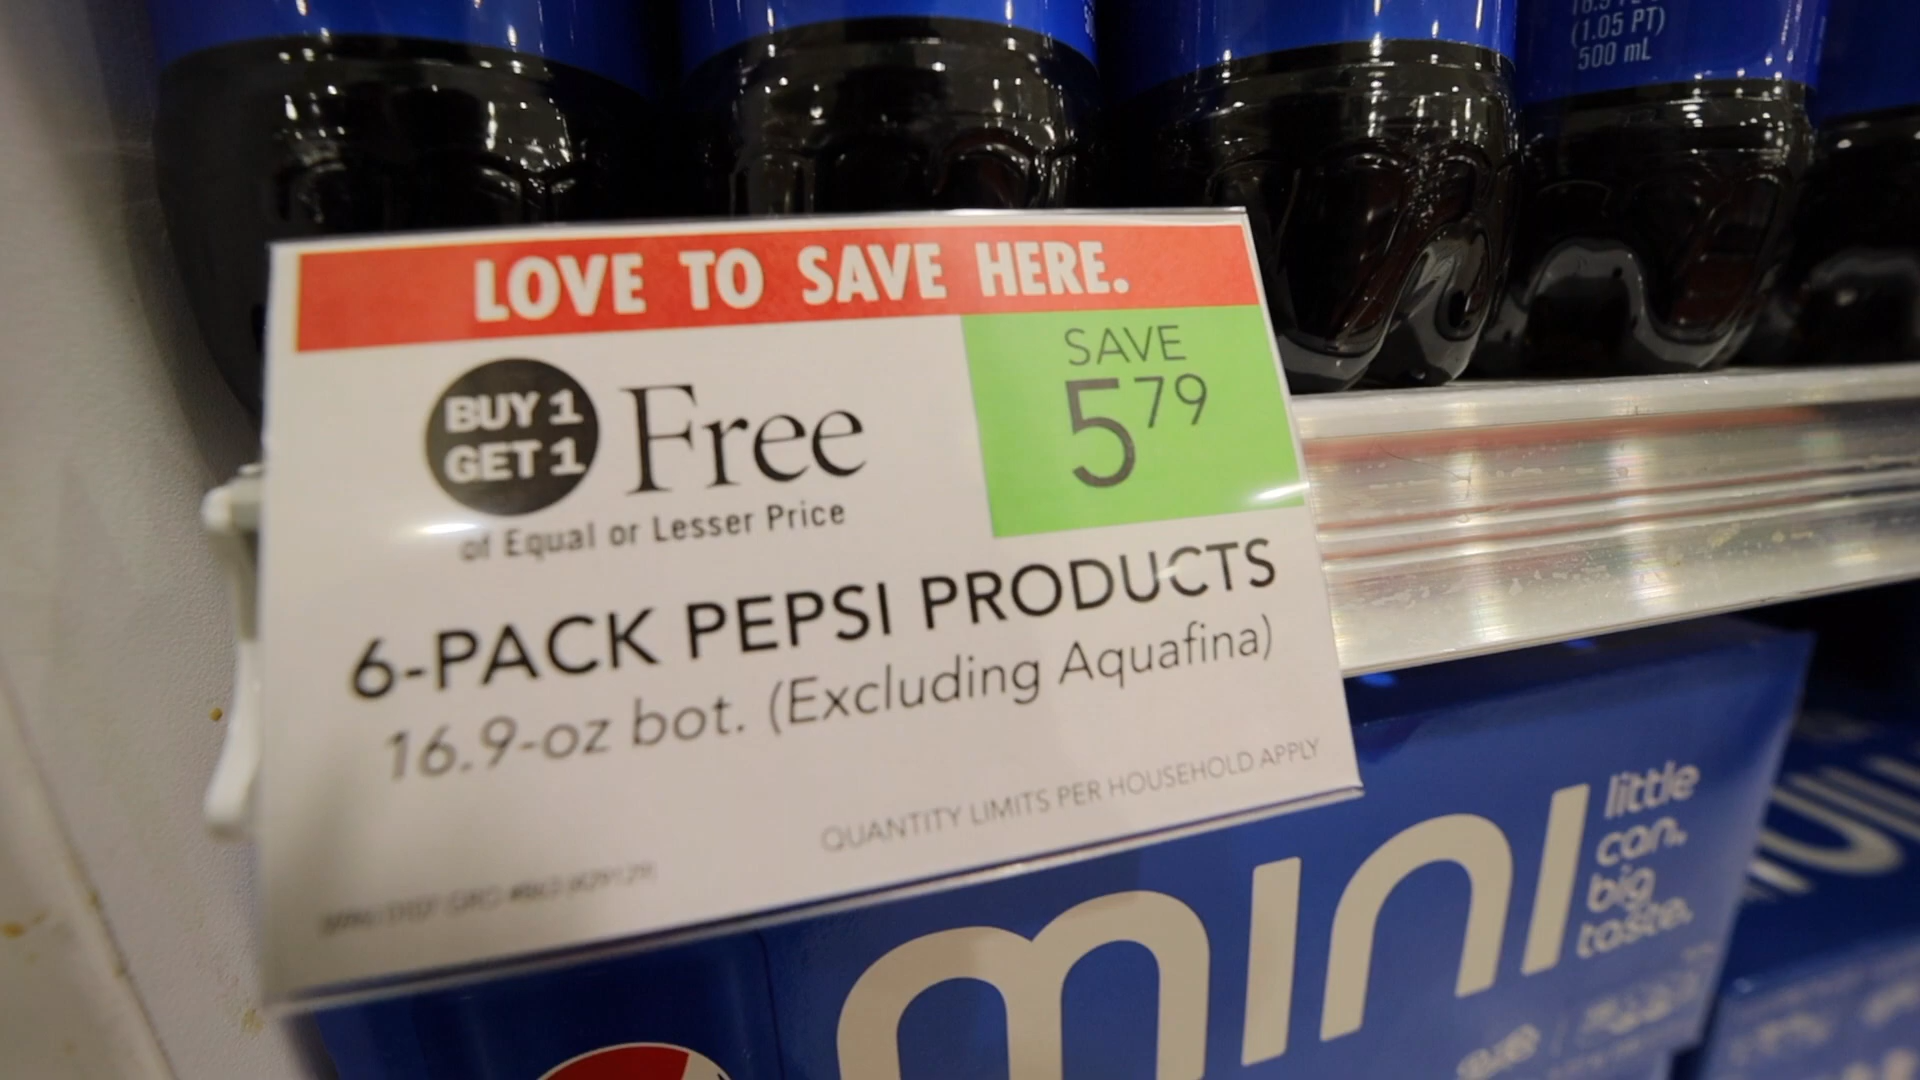 16.9
(1.05 PT)
500 mL
LOVE TO SAVE HERE.
BUY 1
GET 1
Free
of Equal or Lesser Price
SAVE
5 79
6-PACK PEPSI PRODUCTS
16.9-oz bot. (Excluding Aquafina)
QUANTITY LIMITS PER HOUSEHOLD APPLY
mini
little
can.
big
taste.